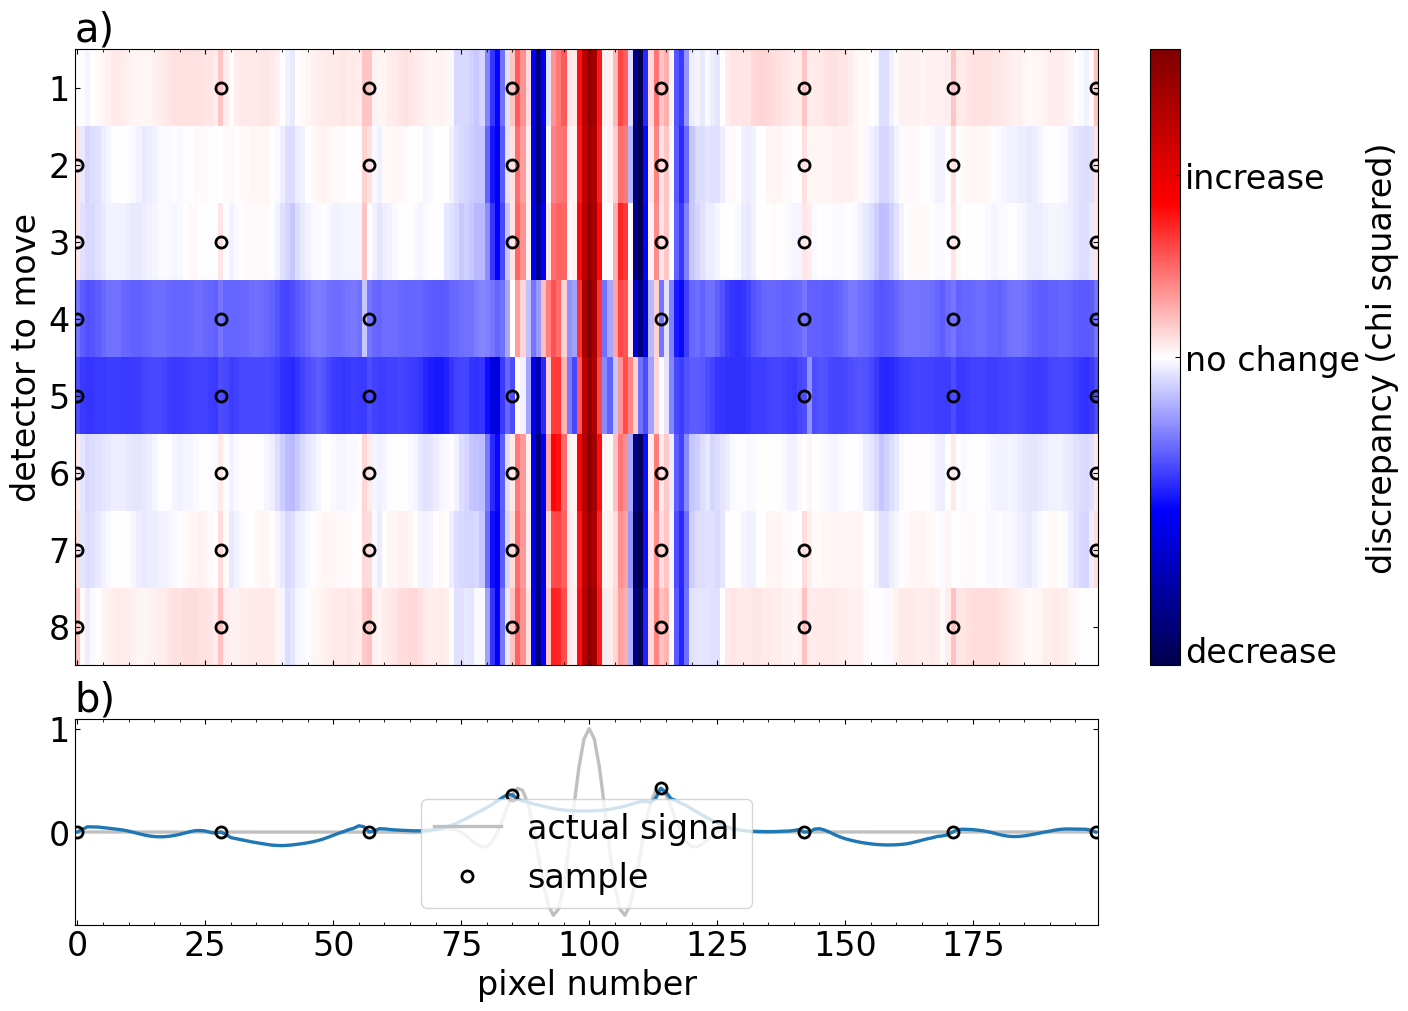 a)
detector to move
1
2
3
4
5
6
7
8
increase
no change
decrease
discrepancy (chi squared)
b)
1
0
actual signal
sample
0 25 50 75 100 125 150 175
pixel number